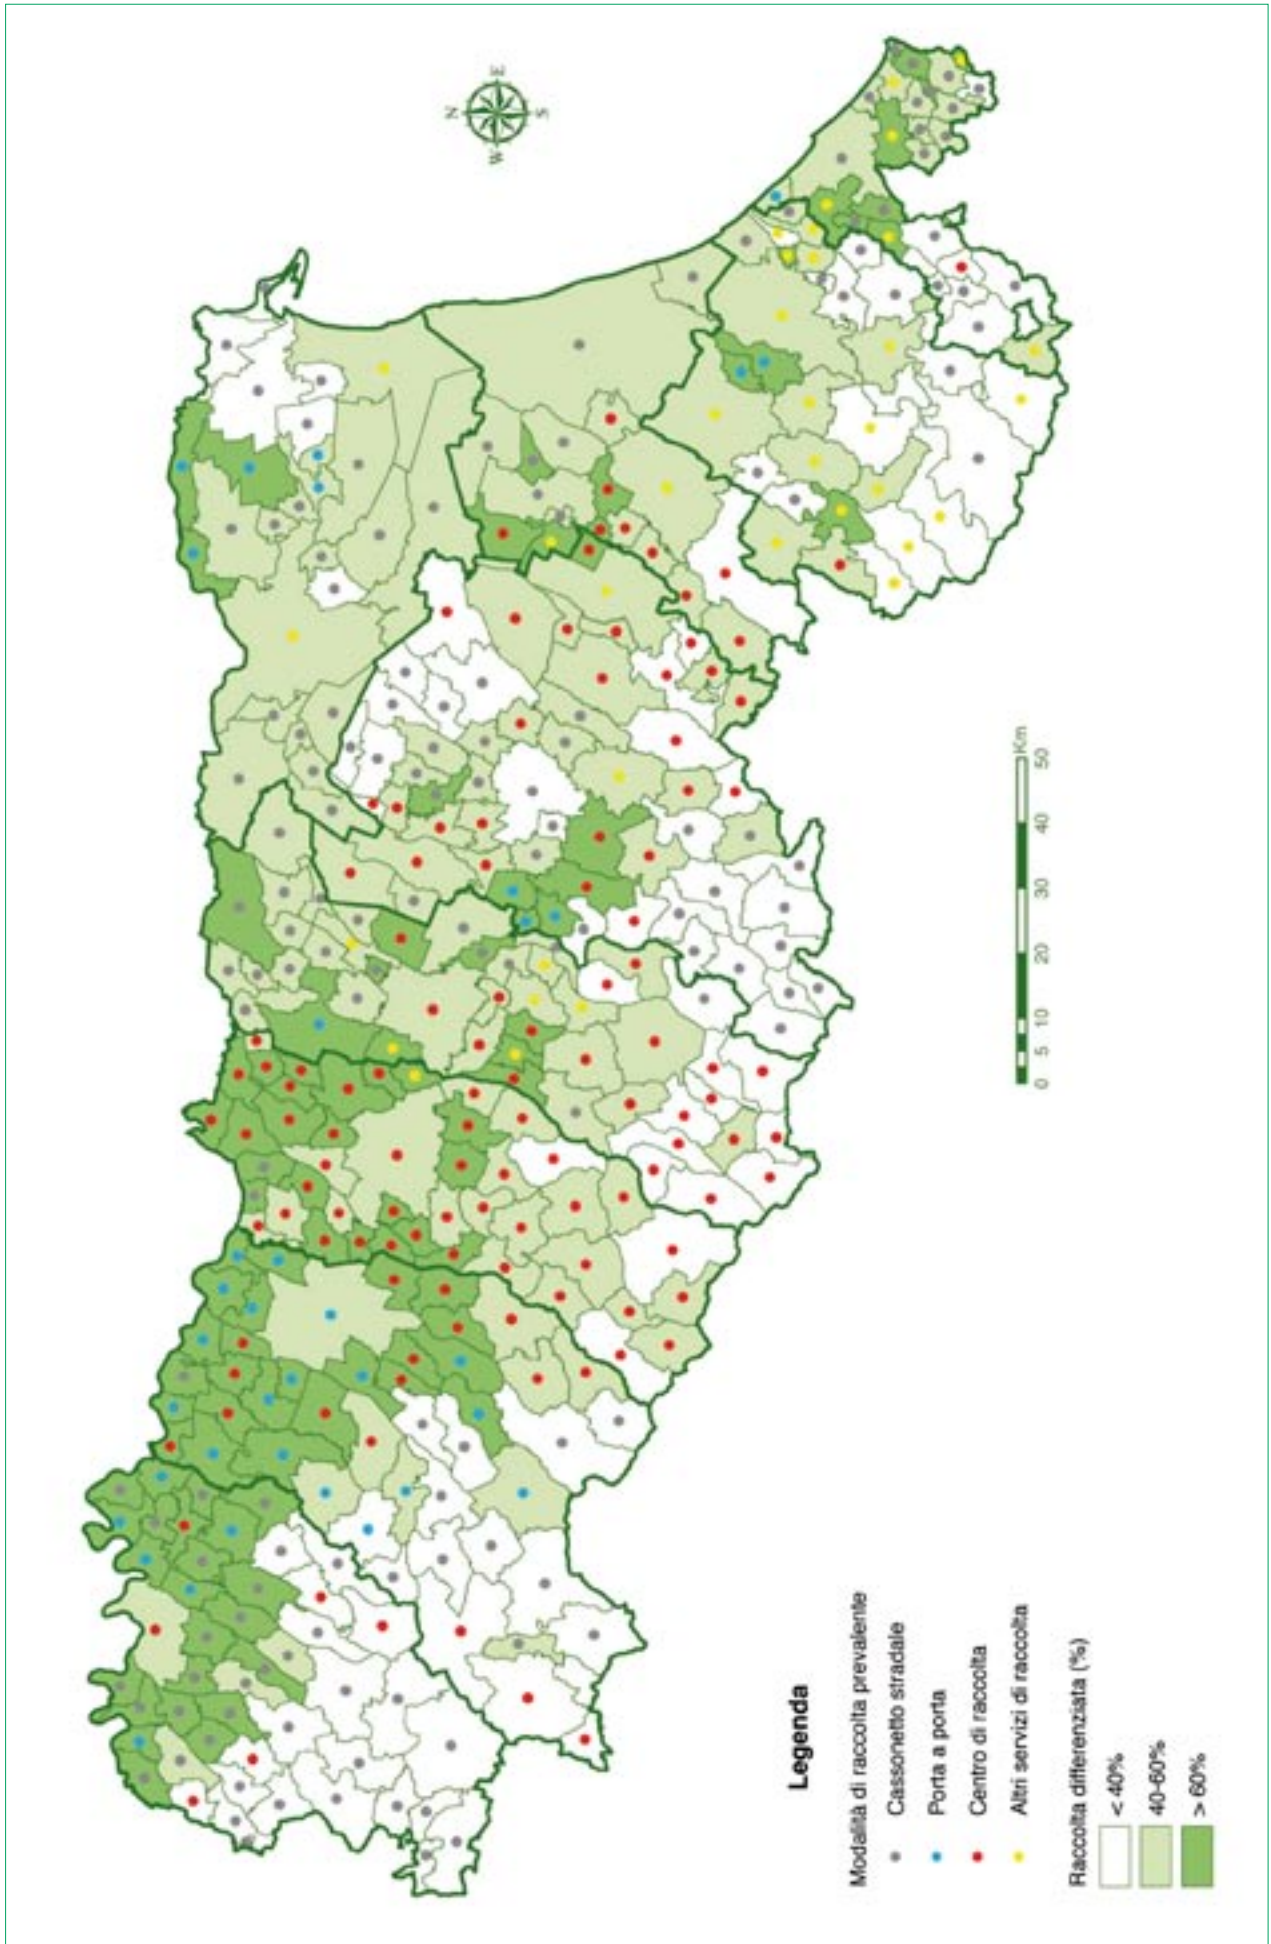 N
W E
S
0 5 10 20 30 40 50 Km
Legenda
Modalità di raccolta prevalente
Cassonetto stradale
Porta a porta
Centro di raccolta
Altri servizi di raccolta
Raccolta differenziata (%)
< 40%
40-60%
> 60%